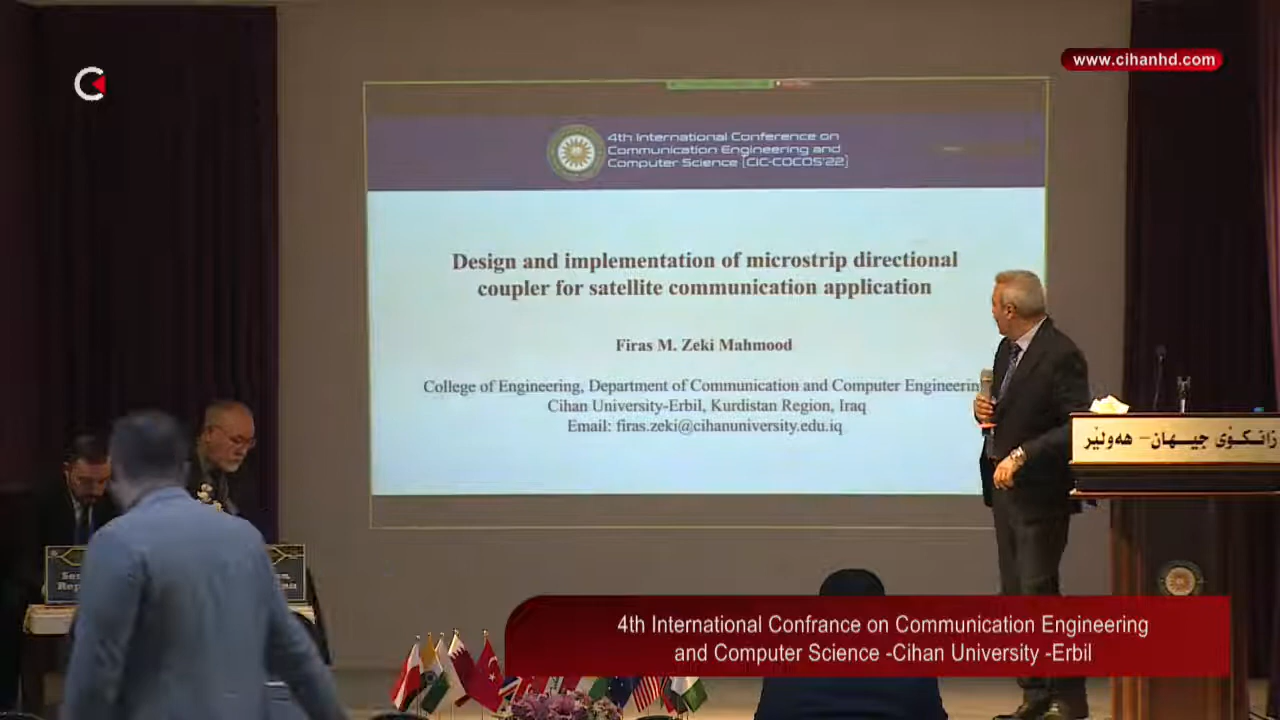 www.cihanhd.com
4th International Conference on
Communication Engineering and
Computer Science (CIC-COCOS'22)
Design and implementation of microstrip directional
coupler for satellite communication application
Firas M. Zeki Mahmood
College of Engineering, Department of Communication and Computer Engineerin
Cihan University-Erbil, Kurdistan Region, Iraq
Email: firas.zeki@cihanuniversity.edu.iq
زانکۆی جیهان - هەولێر
4th International Confrance on Communication Engineering
and Computer Science -Cihan University -Erbil